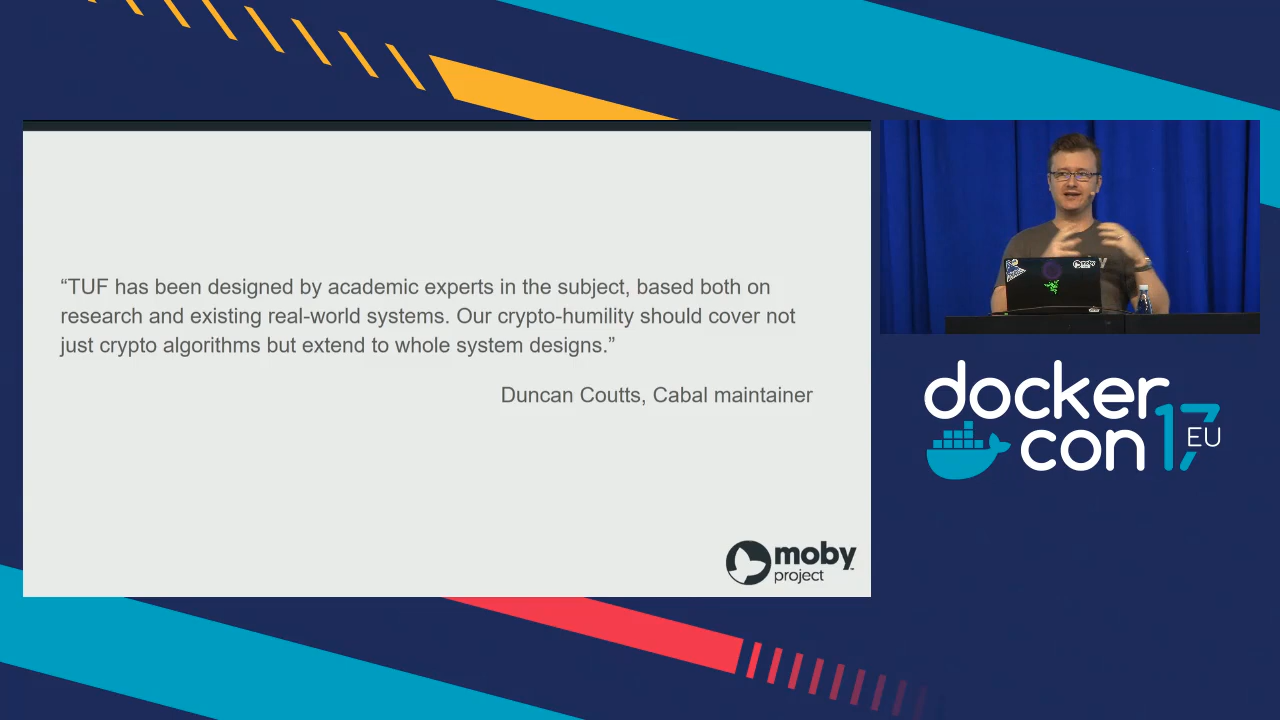 “TUF has been designed by academic experts in the subject, based both on
research and existing real-world systems. Our crypto-humility should cover not
just crypto algorithms but extend to whole system designs.”
Duncan Coutts, Cabal maintainer
moby
project
moby
docker
con 17
EU